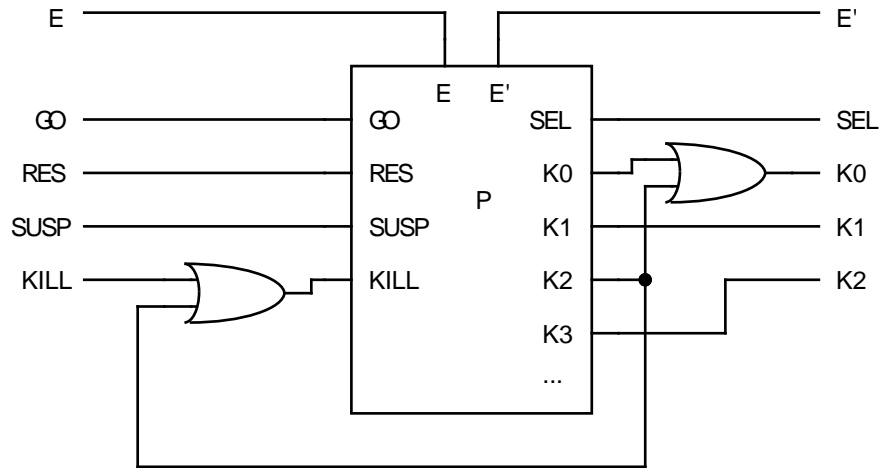 E E'
E E'
GO GO SEL SEL
RES RES K0 K0
P
SUSP SUSP K1 K1
KILL KILL K2 K2
K3
...